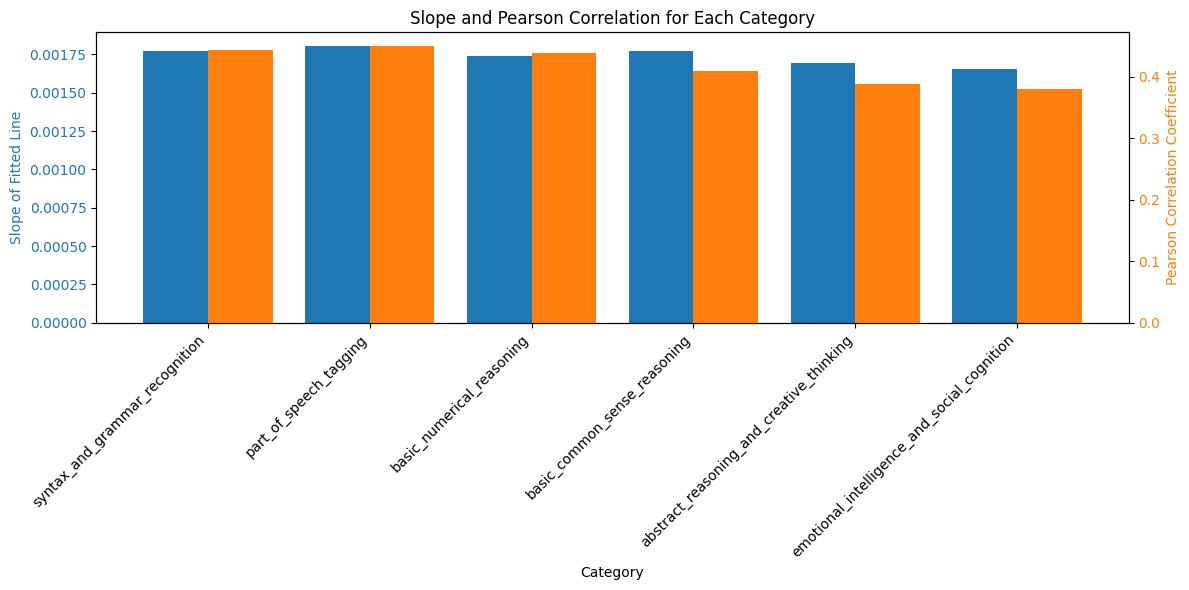 Slope and Pearson Correlation for Each Category
Slope of Fitted Line
0.00175
0.00150
0.00125
0.00100
0.00075
0.00050
0.00025
0.00000
0.4
0.3
0.2
0.1
0.0
Pearson Correlation Coefficient
syntax_and_grammar_recognition
part_of_speech_tagging
basic_numerical_reasoning
basic_common_sense_reasoning
abstract_reasoning_and_creative_thinking
emotional_intelligence_and_social_cognition
Category